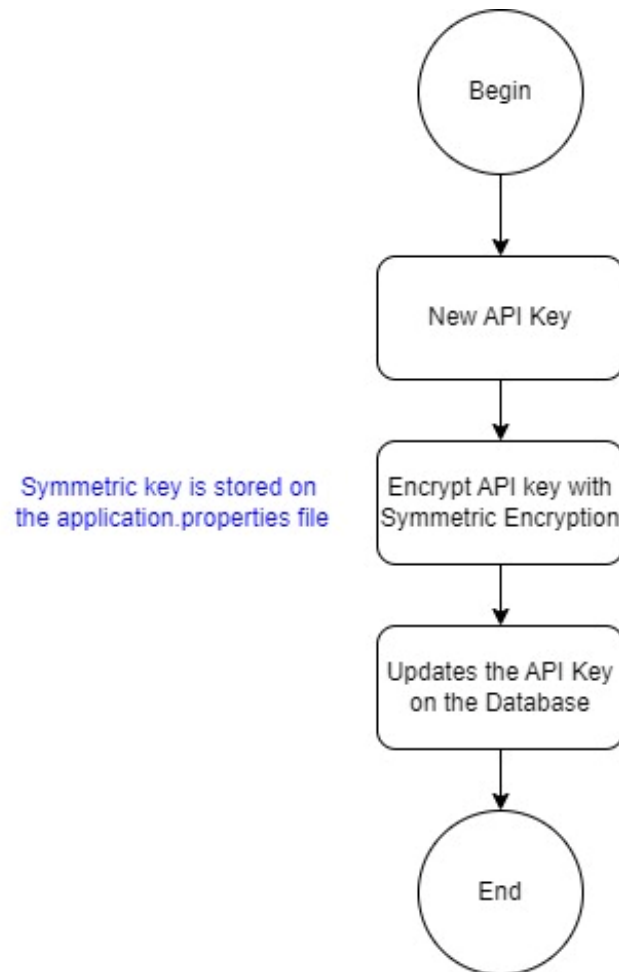 Begin
New API Key
Symmetric key is stored on
the application.properties file
Encrypt API key with
Symmetric Encryption
Updates the API Key
on the Database
End